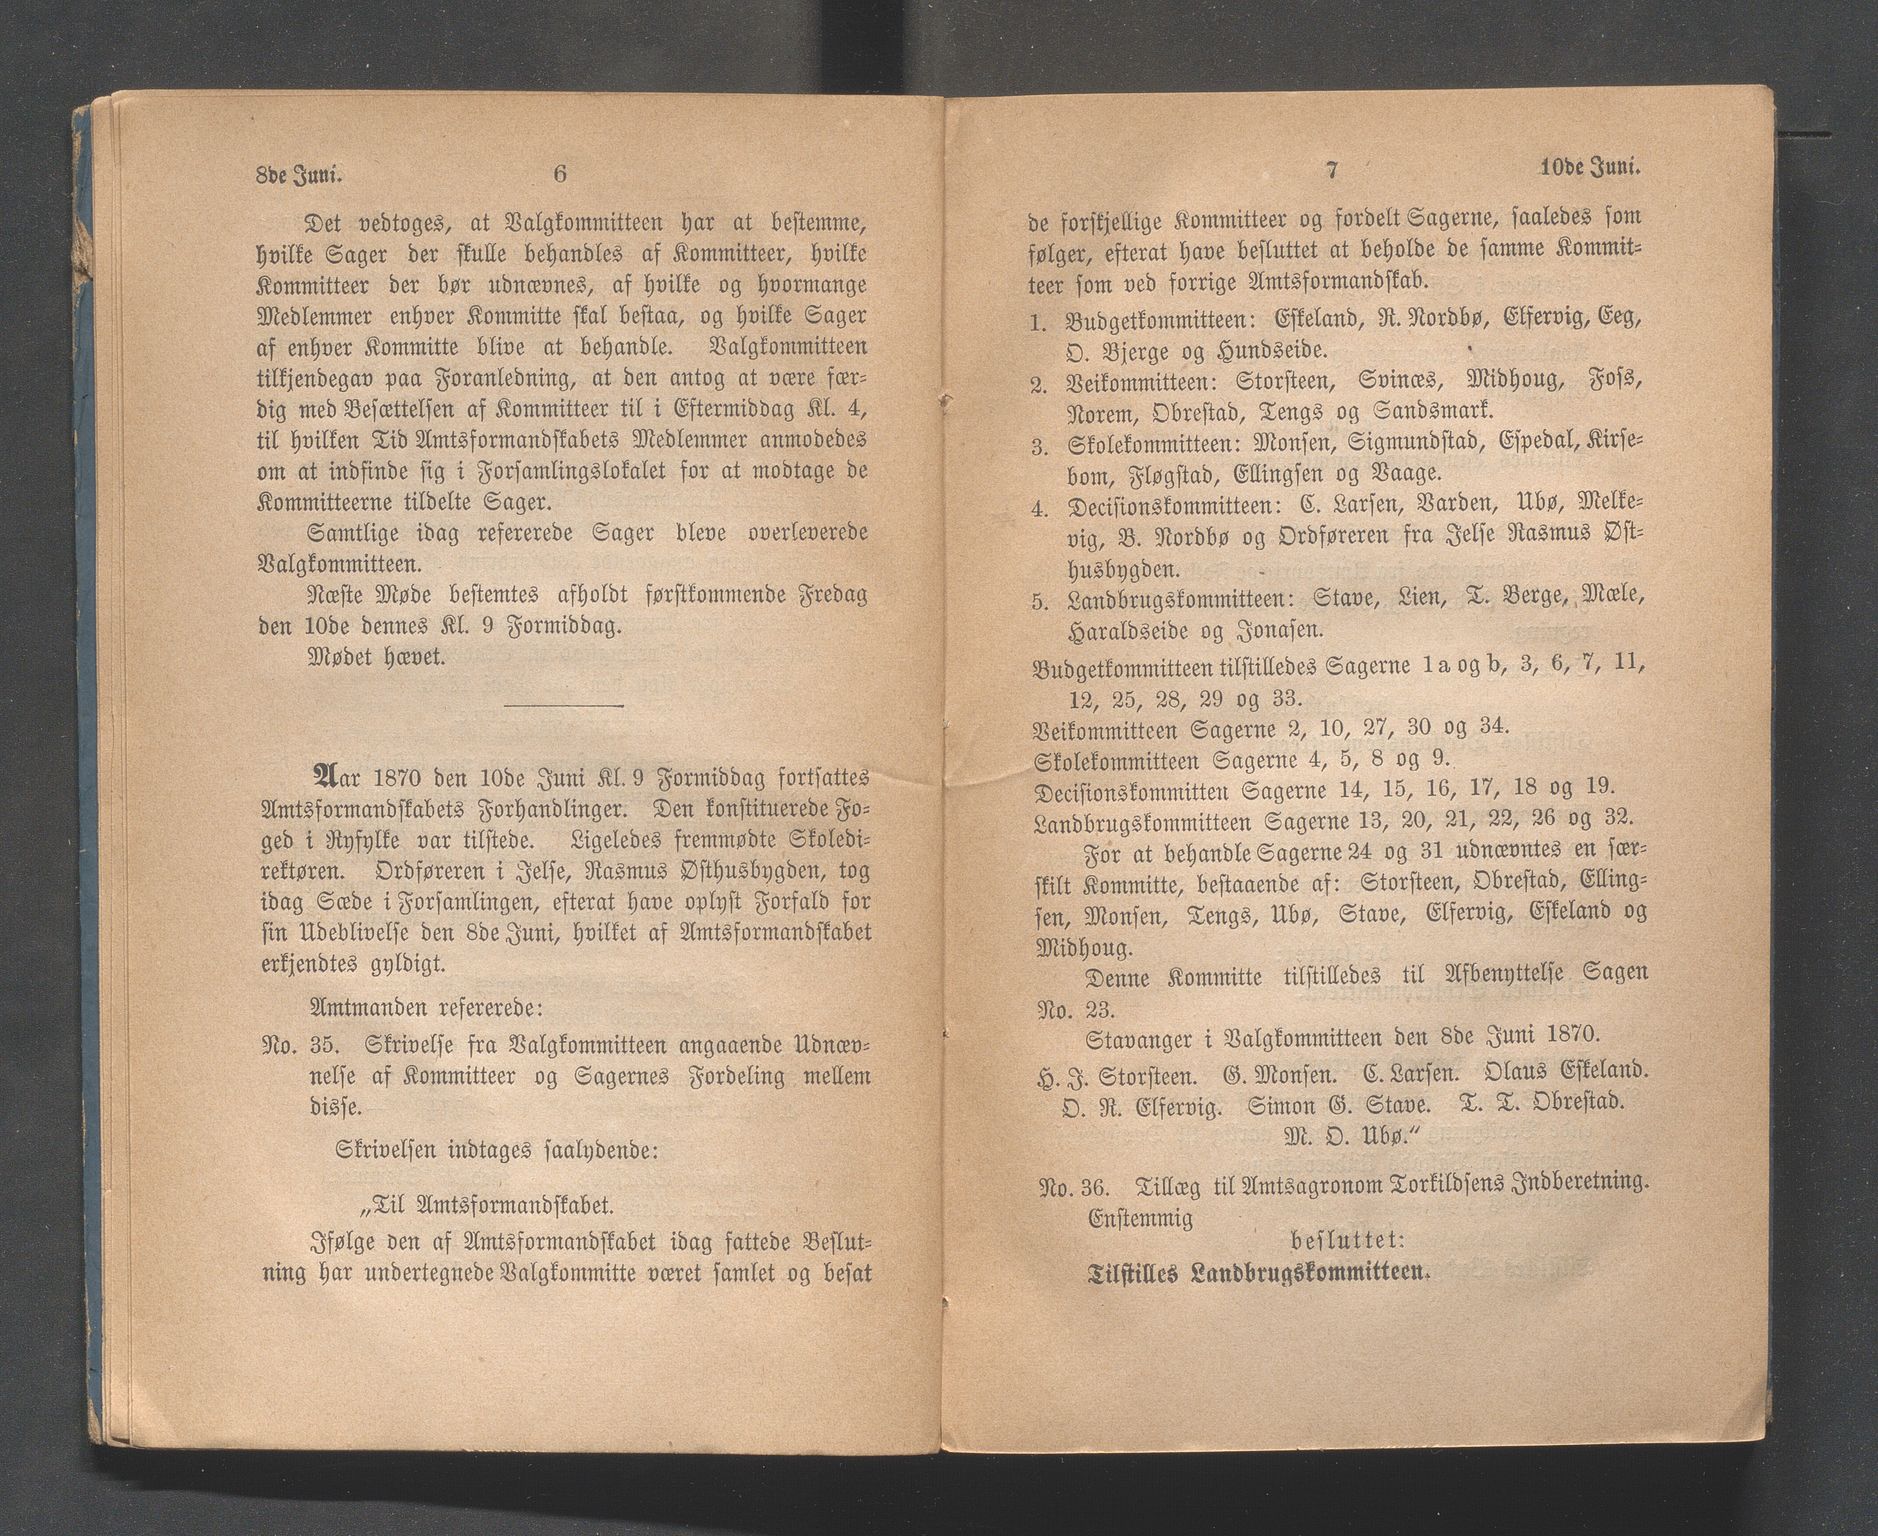 8de Juni.
6
Det vedtoges, at Valgkommitteen har at bestemme,
hvilke Sager der skulle behandles af Kommitteer, hvilke
Kommitteer der bør udnævnes, af hvilke og hvormange
Medlemmer enhver Kommitte skal bestaa, og hvilke Sager
af enhver Kommitte blive at behandle. Valgkommitteen
tilkjendegav paa Foranledning, at den antog at være fær-
dig med Besættelsen af Kommitteer til i Eftermiddag Kl. 4,
til hvilken Tid Amtsformandskabets Medlemmer anmodedes
om at indfinde sig i Forsamlingslokalet for at modtage de
Kommitteerne tildelte Sager.
Samtlige idag refererede Sager bleve overleverede
Valgkommitteen.
Næste Møde bestemtes afholdt førstkommende Fredag
den 10de dennes Kl. 9 Formiddag.
Mødet hævet.
Aar 1870 den 10de Juni Kl. 9 Formiddag fortsattes
Amtsformandskabets Forhandlinger. Den konstituerede Fo-
ged i Ryfylke var tilstede. Ligeledes fremmødte Skoledi-
rektøren. Ordføreren i Jelse, Rasmus Østhusbygden, tog
idag Sæde i Forsamlingen, efterat have oplyst Forfald for
sin Udeblivelse den 8de Juni, hvilket af Amtsformandskabet
erkjendtes gyldigt.
Amtmanden refererede:
No. 35. Skrivelse fra Valgkommitteen angaaende Udnæv-
nelse af Kommitteer og Sagernes Fordeling mellem
disse.
Skrivelsen indtages saalydende:
„Til Amtsformandskabet.
Ifølge den af Amtsformandskabet idag fattede Beslut-
ning har undertegnede Valgkommitte været samlet og besat
7
10de Juni.
de forskjellige Kommitteer og fordelt Sagerne, saaledes som
følger, efterat have besluttet at beholde de samme Kommit-
teer som ved forrige Amtsformandskab.
1. Budgetkommitteen: Eskeland, R. Nordbø, Elfervig, Eeg,
O. Bjerge og Hundseide.
2. Veikommitteen: Storsteen, Svinæs, Midhoug, Foss,
Norem, Obrestad, Tengs og Sandsmark.
3. Skolekommitteen: Monsen, Sigmundstad, Espedal, Kirse-
bom, Fløgstad, Ellingsen og Vaage.
4. Decisionskommitteen: C. Larsen, Varden, Ubø, Melke-
vig, B. Nordbø og Ordføreren fra Jelse Rasmus Øst-
husbygden.
5. Landbrugskommitteen: Stave, Lien, T. Berge, Mæle,
Haraldseide og Jonasen.
Budgetkommitteen tilstilledes Sagerne 1 a og b, 3, 6, 7, 11,
12, 25, 28, 29 og 33.
Veikommitteen Sagerne 2, 10, 27, 30 og 34.
Skolekommitteen Sagerne 4, 5, 8 og 9.
Decisionskommitten Sagerne 14, 15, 16, 17, 18 og 19.
Landbrugskommitteen Sagerne 13, 20, 21, 22, 26 og 32.
For at behandle Sagerne 24 og 31 udnævntes en sær-
skilt Kommitte, bestaaende af: Storsteen, Obrestad, Elling-
sen, Monsen, Tengs, Ubø, Stave, Elfervig, Eskeland og
Midhoug.
Denne Kommitte tilstilledes til Afbenyttelse Sagen
No. 23.
Stavanger i Valgkommitteen den 8de Juni 1870.
H. J. Storsteen. G. Monsen. C. Larsen. Olaus Eskeland.
O. R. Elfervig. Simon G. Stave. T. T. Obrestad.
M. O. Ubø.“
No. 36. Tillæg til Amtsagronom Torkildsens Indberetning.
Enstemmig
besluttet:
Tilstilles Landbrugskommitteen.